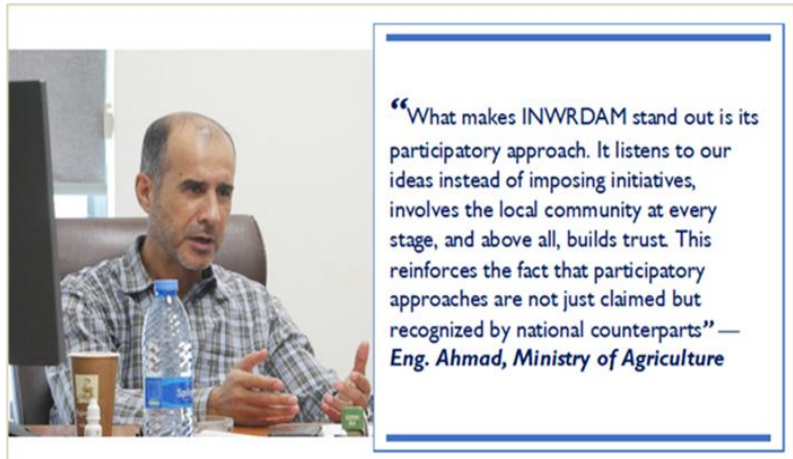 “What makes INWRDAM stand out is its
participatory approach. It listens to our
ideas instead of imposing initiatives,
involves the local community at every
stage, and above all, builds trust. This
reinforces the fact that participatory
approaches are not just claimed but
recognized by national counterparts” —
Eng. Ahmad, Ministry of Agriculture